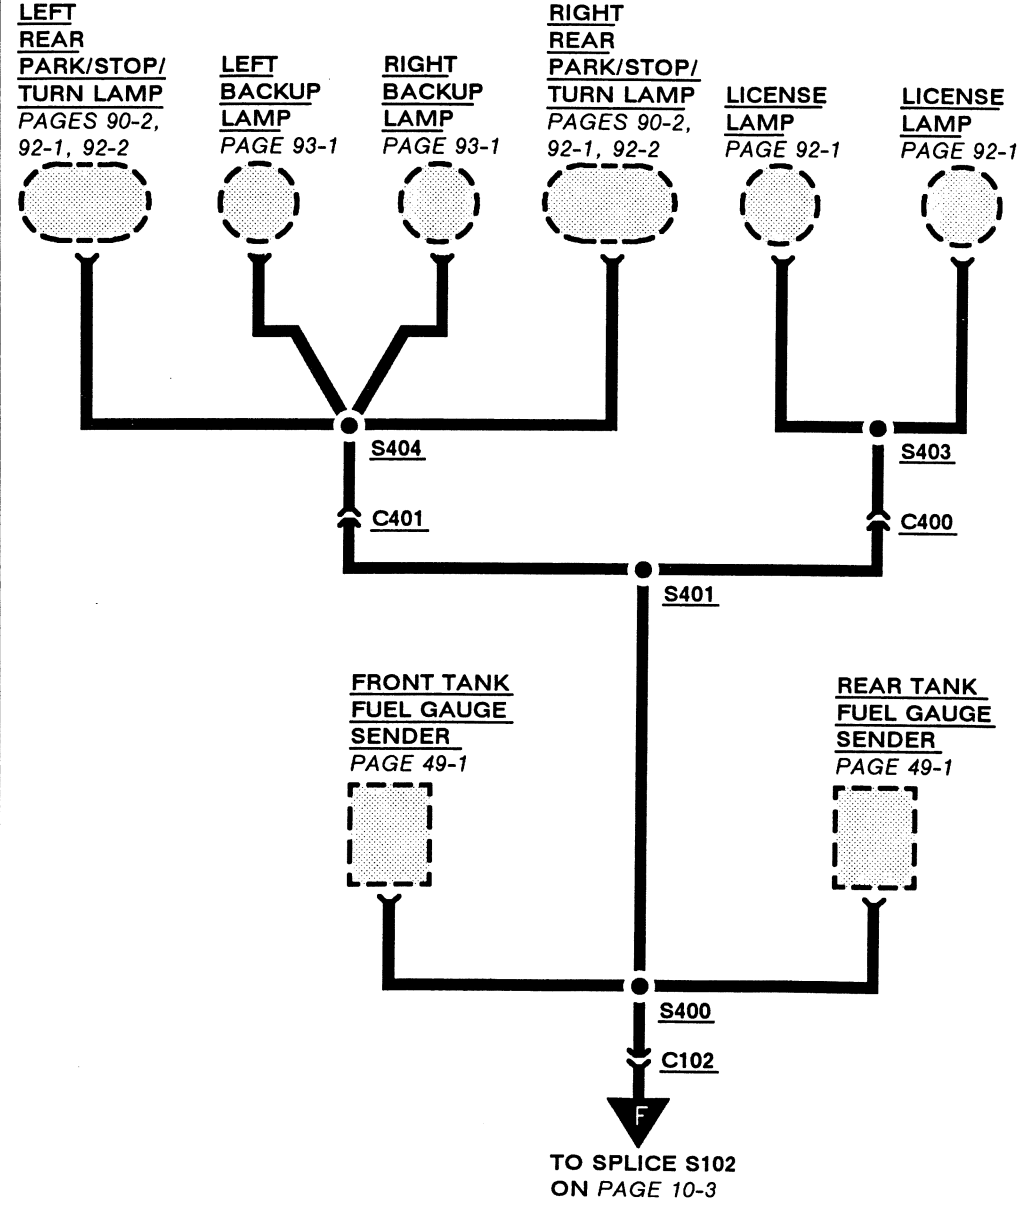 LEFT
REAR
PARK/STOP/
TURN LAMP
PAGES 90-2,
92-1, 92-2
LEFT
BACKUP
LAMP
PAGE 93-1
RIGHT
BACKUP
LAMP
PAGE 93-1
RIGHT
REAR
PARK/STOP/
TURN LAMP
PAGES 90-2,
92-1, 92-2
LICENSE
LAMP
PAGE 92-1
LICENSE
LAMP
PAGE 92-1
S404
S403
C401
C400
S401
FRONT TANK
FUEL GAUGE
SENDER
PAGE 49-1
REAR TANK
FUEL GAUGE
SENDER
PAGE 49-1
S400
C102
F
TO SPLICE S102
ON PAGE 10-3